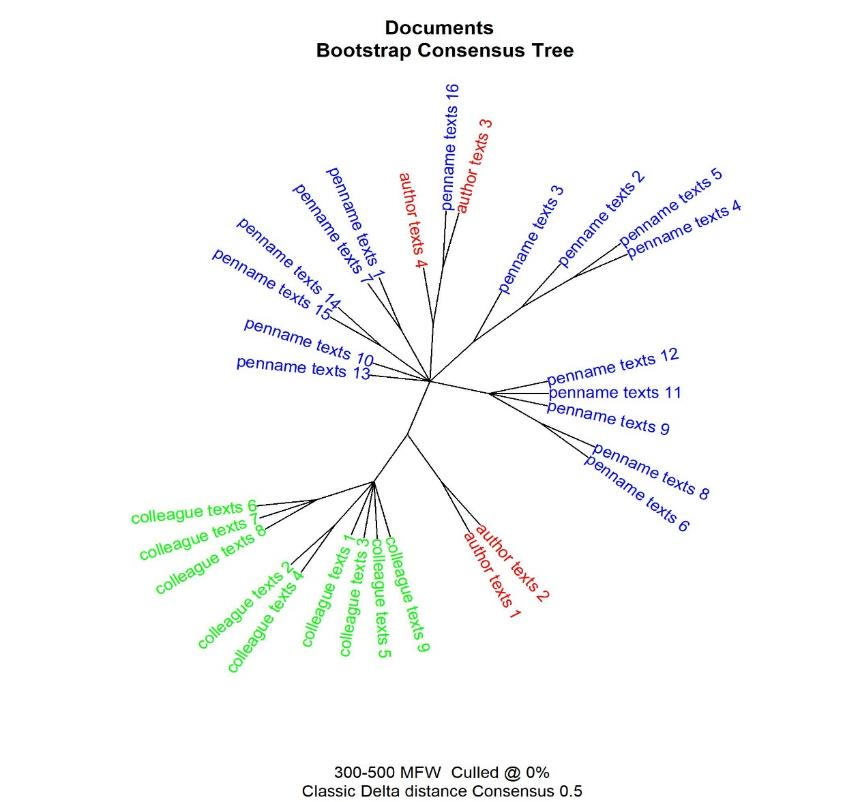 Documents
Bootstrap Consensus Tree
penname texts 16
author texts 3
author texts 4
penname texts 1
penname texts 7
penname texts 14
penname texts 15
penname texts 10
penname texts 13
penname texts 3
penname texts 2
penname texts 5
penname texts 4
penname texts 12
penname texts 11
penname texts 9
penname texts 8
penname texts 6
author texts 2
author texts 1
colleague texts 6
colleague texts 7
colleague texts 8
colleague texts 2
colleague texts 4
colleague texts 1
colleague texts 3
colleague texts 5
colleague texts 9
300-500 MFW Culled @ 0%
Classic Delta distance Consensus 0.5